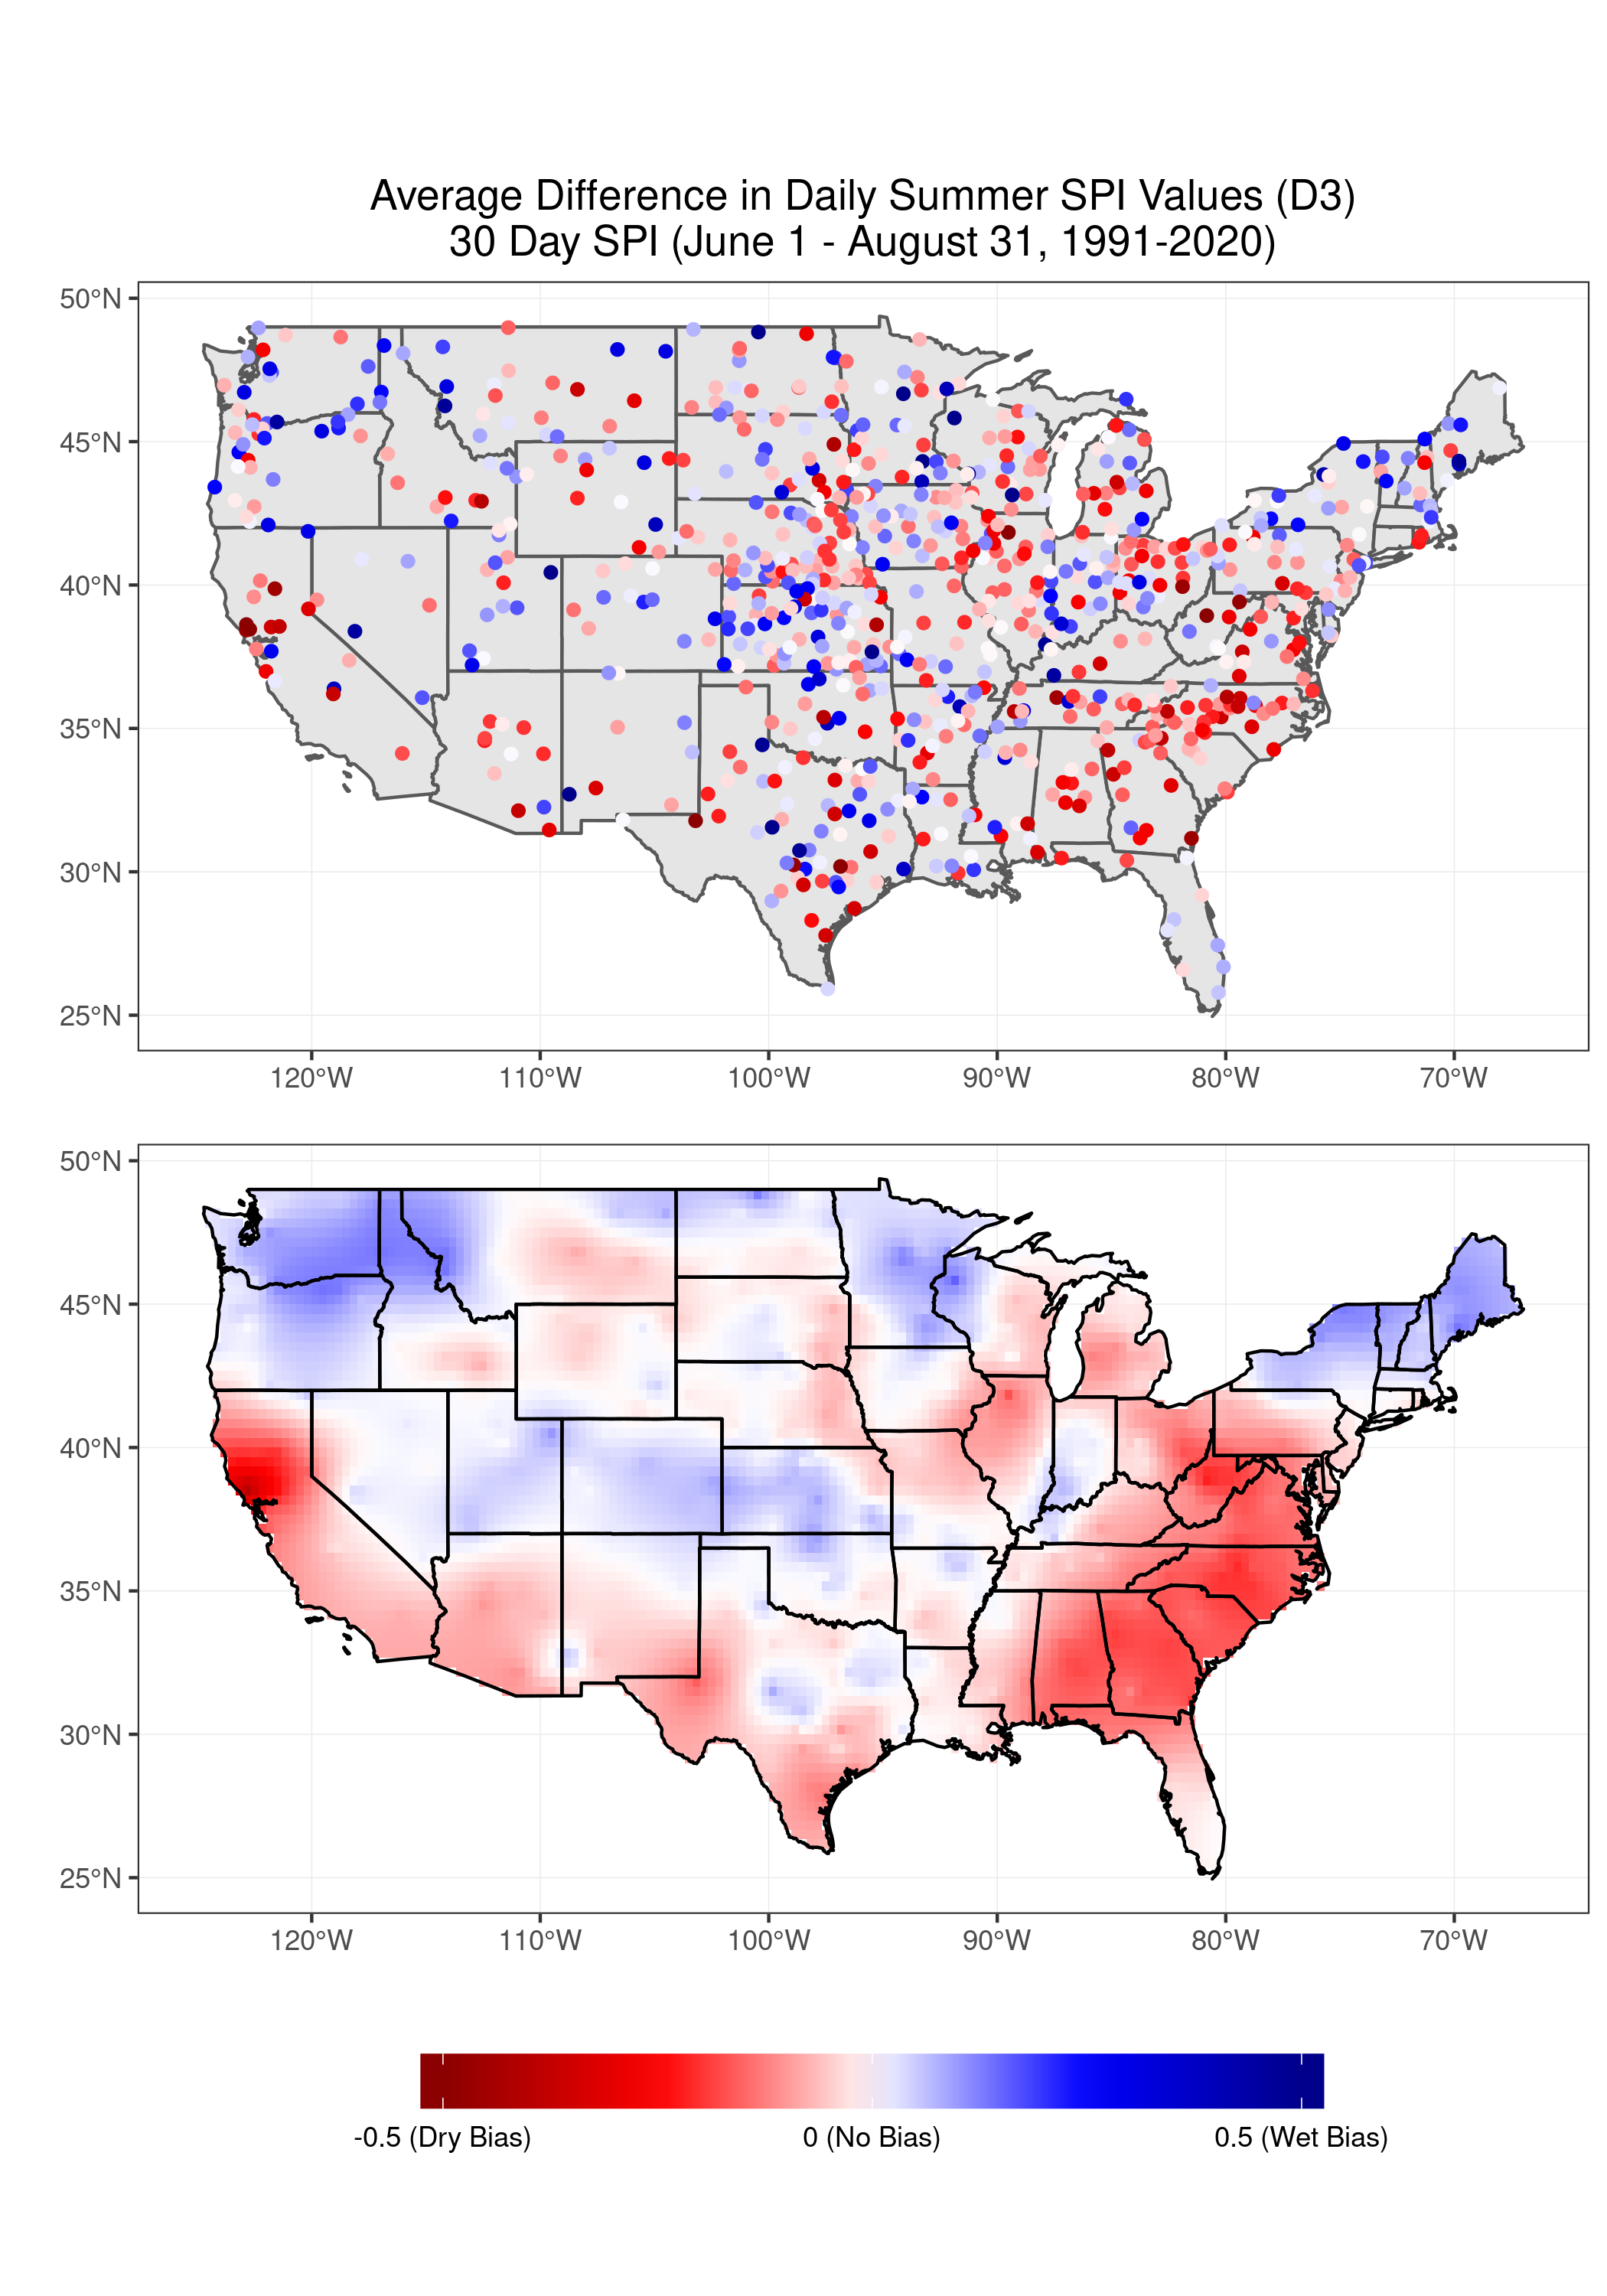 Average Difference in Daily Summer SPI Values (D3)
30 Day SPI (June 1 - August 31, 1991-2020)
50°N
45°N
40°N
35°N
30°N
25°N
120°W 110°W 100°W 90°W 80°W 70°W
50°N
45°N
40°N
35°N
30°N
25°N
120°W 110°W 100°W 90°W 80°W 70°W
-0.5 (Dry Bias) 0 (No Bias) 0.5 (Wet Bias)